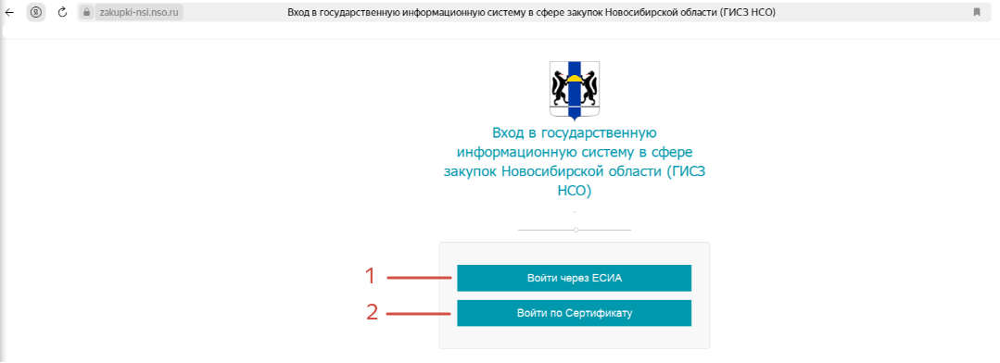 zakupki-nsi.nso.ru Вход в государственную информационную систему в сфере закупок Новосибирской области (ГИСЗ НСО)
Вход в государственную
информационную систему в сфере
закупок Новосибирской области (ГИСЗ
НСО)
1 Войти через ЕСИА
2 Войти по Сертификату